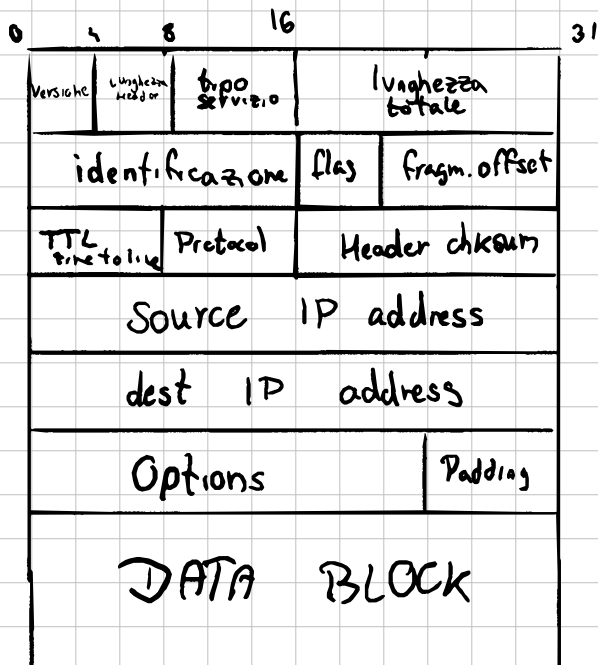 0 4 8 16 31
Versione lunghezza header tipo servizio lunghezza totale
identificazione flag fragm. offset
TTL time to live Protocol Header chksum
Source IP address
dest IP address
Options Padding
DATA BLOCK